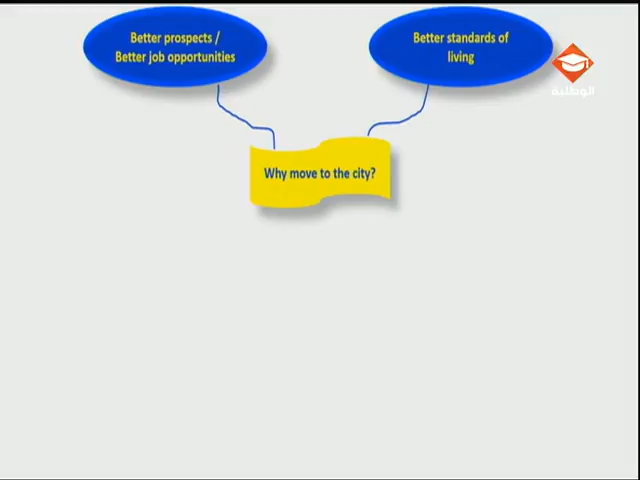 Better prospects /
Better job opportunities
Better standards of
living
الوطنية
Why move to the city?